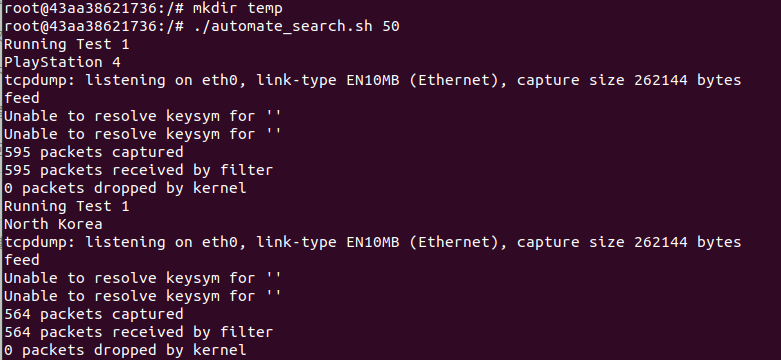 root@43aa38621736:/# mkdir temp
root@43aa38621736:/# ./automate_search.sh 50
Running Test 1
PlayStation 4
tcpdump: listening on eth0, link-type EN10MB (Ethernet), capture size 262144 bytes
feed
Unable to resolve keysym for ''
Unable to resolve keysym for ''
595 packets captured
595 packets received by filter
0 packets dropped by kernel
Running Test 1
North Korea
tcpdump: listening on eth0, link-type EN10MB (Ethernet), capture size 262144 bytes
feed
Unable to resolve keysym for ''
Unable to resolve keysym for ''
564 packets captured
564 packets received by filter
0 packets dropped by kernel